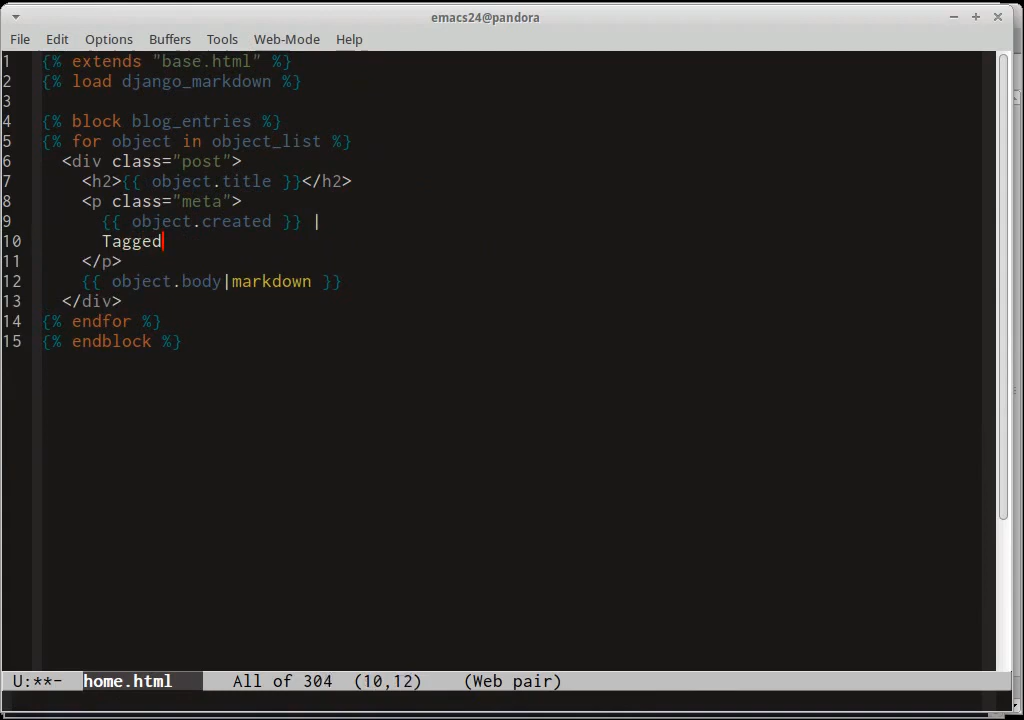 emacs24@pandora
File Edit Options Buffers Tools Web-Mode Help
1 {% extends "base.html" %}
2 {% load django_markdown %}
3
4 {% block blog_entries %}
5 {% for object in object_list %}
6 <div class="post">
7 <h2>{{ object.title }}</h2>
8 <p class="meta">
9 {{ object.created }} |
10 Tagged
11 </p>
12 {{ object.body|markdown }}
13 </div>
14 {% endfor %}
15 {% endblock %}
U:**- home.html All of 304 (10,12) (Web pair)